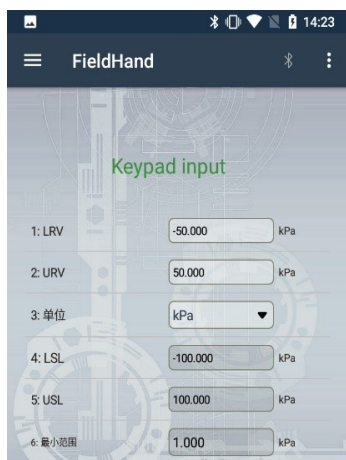 14:23
FieldHand
Keypad input
1: LRV -50.000 kPa
2: URV 50.000 kPa
3: 单位 kPa
4: LSL -100.000 kPa
5: USL 100.000 kPa
6: 最小范围 1.000 kPa